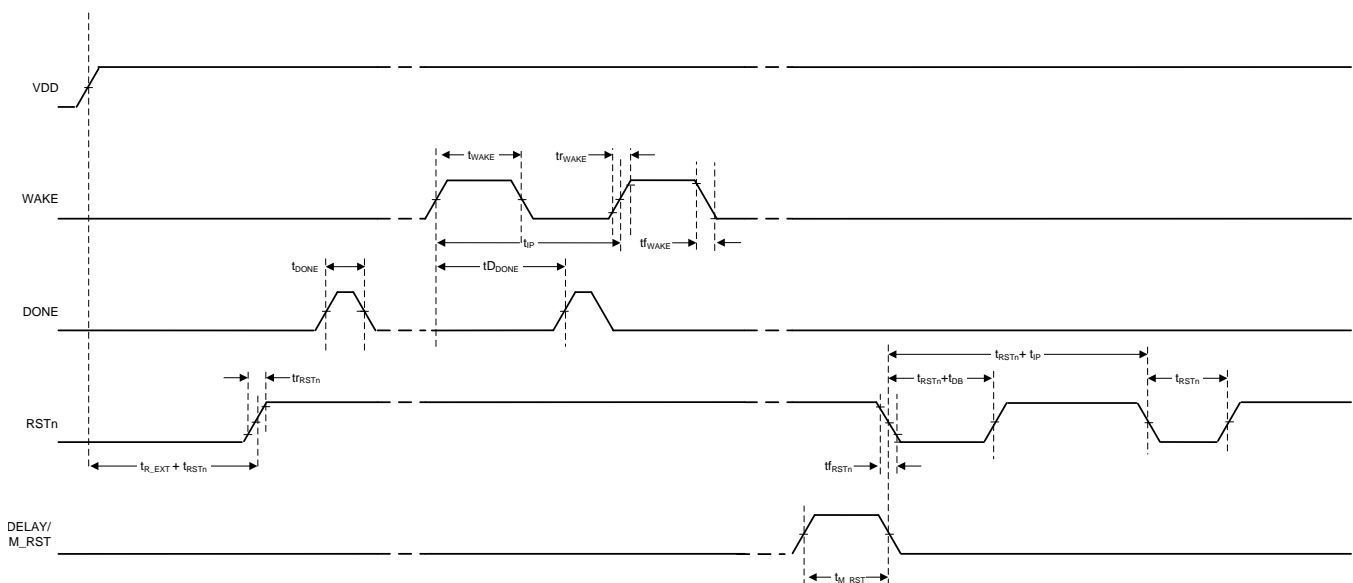 VDD
tWAKE
trWAKE
WAKE
tIP
tfWAKE
tDONE
tDDONE
DONE
tRSTn+ tIP
tRSTn+tDB
tRSTn
trRSTn
RSTn
tR_EXT + tRSTn
tfRSTn
DELAY/
M_RST
tM_RST